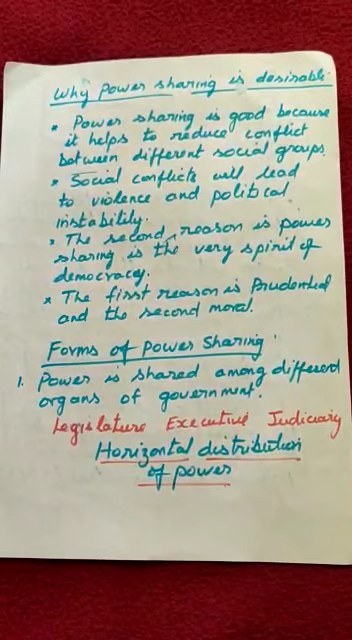 Why Power sharing is desirable.
* Power sharing is good because
it helps to reduce conflict
between different social groups.
* Social conflicts will lead
to violence and political
instability.
* The second reason is power
sharing is the very spirit of
democracy.
* The first reason is Prudential
and the second moral.
Forms of Power Sharing
1. Power is shared among different
organs of government.
Legislature Executive Judiciary
Horizontal distribution
of power